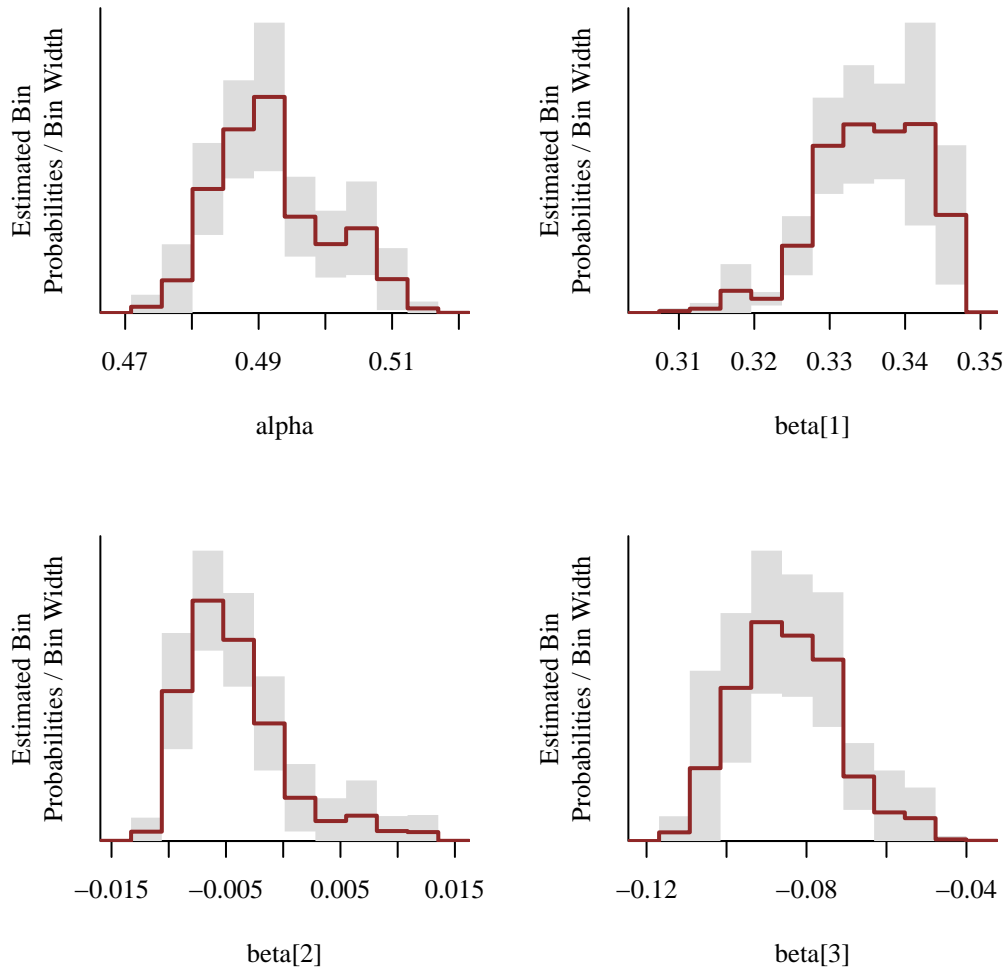 Estimated Bin
Probabilities / Bin Width
0.47 0.49 0.51
alpha
Estimated Bin
Probabilities / Bin Width
0.31 0.32 0.33 0.34 0.35
beta[1]
Estimated Bin
Probabilities / Bin Width
−0.015 −0.005 0.005 0.015
beta[2]
Estimated Bin
Probabilities / Bin Width
−0.12 −0.08 −0.04
beta[3]